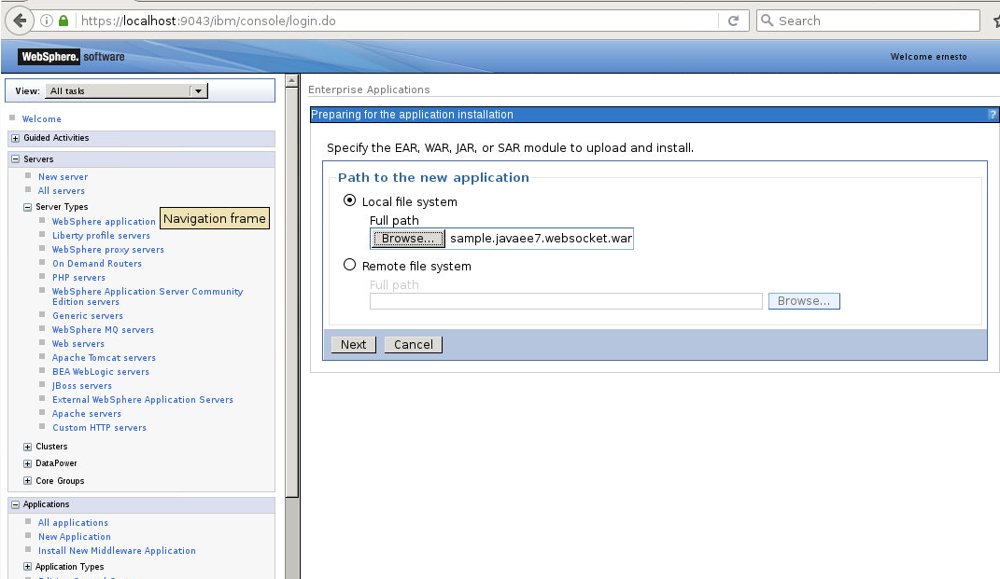 https://localhost:9043/ibm/console/login.do
Search
WebSphere. software
Welcome ernesto
View: All tasks
Welcome
Guided Activities
Servers
New server
All servers
Server Types
WebSphere application
Navigation frame
Liberty profile servers
WebSphere proxy servers
On Demand Routers
PHP servers
WebSphere Application Server Community
Edition servers
Generic servers
WebSphere MQ servers
Web servers
Apache Tomcat servers
BEA WebLogic servers
JBoss servers
External WebSphere Application Servers
Apache servers
Custom HTTP servers
Clusters
DataPower
Core Groups
Applications
All applications
New Application
Install New Middleware Application
Application Types
Enterprise Applications
Preparing for the application installation ?
Specify the EAR, WAR, JAR, or SAR module to upload and install.
Path to the new application
Local file system
Full path
Browse... sample.javaee7.websocket.war
Remote file system
Full path
Browse...
Next Cancel